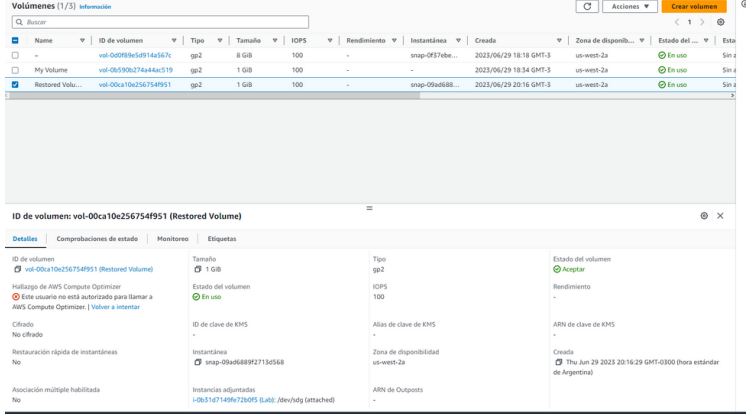 Volúmenes (1/3) Información
Acciones
Crear volumen
Buscar
1
Name ID de volumen Tipo Tamaño IOPS Rendimiento Instantánea Creada Zona de disponib... Estado del ... Esta
– vol-0d0f89e5d914a567c gp2 8 GiB 100 - snap-0f37ebe... 2023/06/29 18:18 GMT-3 us-west-2a En uso Sin a
My Volume vol-0b590b274a44ac519 gp2 1 GiB 100 - - 2023/06/29 18:34 GMT-3 us-west-2a En uso Sin a
Restored Volu... vol-00ca10e256754f951 gp2 1 GiB 100 - snap-09ad688... 2023/06/29 20:16 GMT-3 us-west-2a En uso Sin a
ID de volumen: vol-00ca10e256754f951 (Restored Volume)
Detalles Comprobaciones de estado Monitoreo Etiquetas
ID de volumen Tamaño Tipo Estado del volumen
vol-00ca10e256754f951 (Restored Volume) 1 GiB gp2 Aceptar
Hallazgo de AWS Compute Optimizer Estado del volumen IOPS Rendimiento
Este usuario no está autorizado para llamar a En uso 100 -
AWS Compute Optimizer. | Volver a intentar
Cifrado ID de clave de KMS Alias de clave de KMS ARN de clave de KMS
No cifrado - - -
Restauración rápida de instantáneas Instantánea Zona de disponibilidad Creada
No snap-09ad6889f2713d568 us-west-2a Thu Jun 29 2023 20:16:29 GMT-0300 (hora estándar
de Argentina)
Asociación múltiple habilitada Instancias adjuntadas ARN de Outposts
No i-0b31d7149fe72b0f5 (Lab): /dev/sdg (attached) -